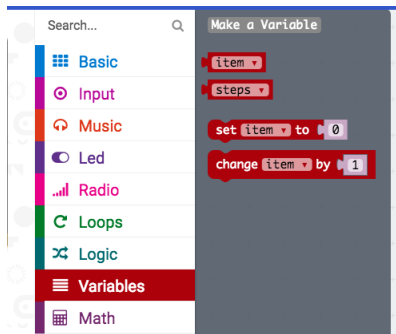 Search...
Basic
Input
Music
Led
Radio
Loops
Logic
Variables
Math
Make a Variable
item
steps
set item to 0
change item by 1